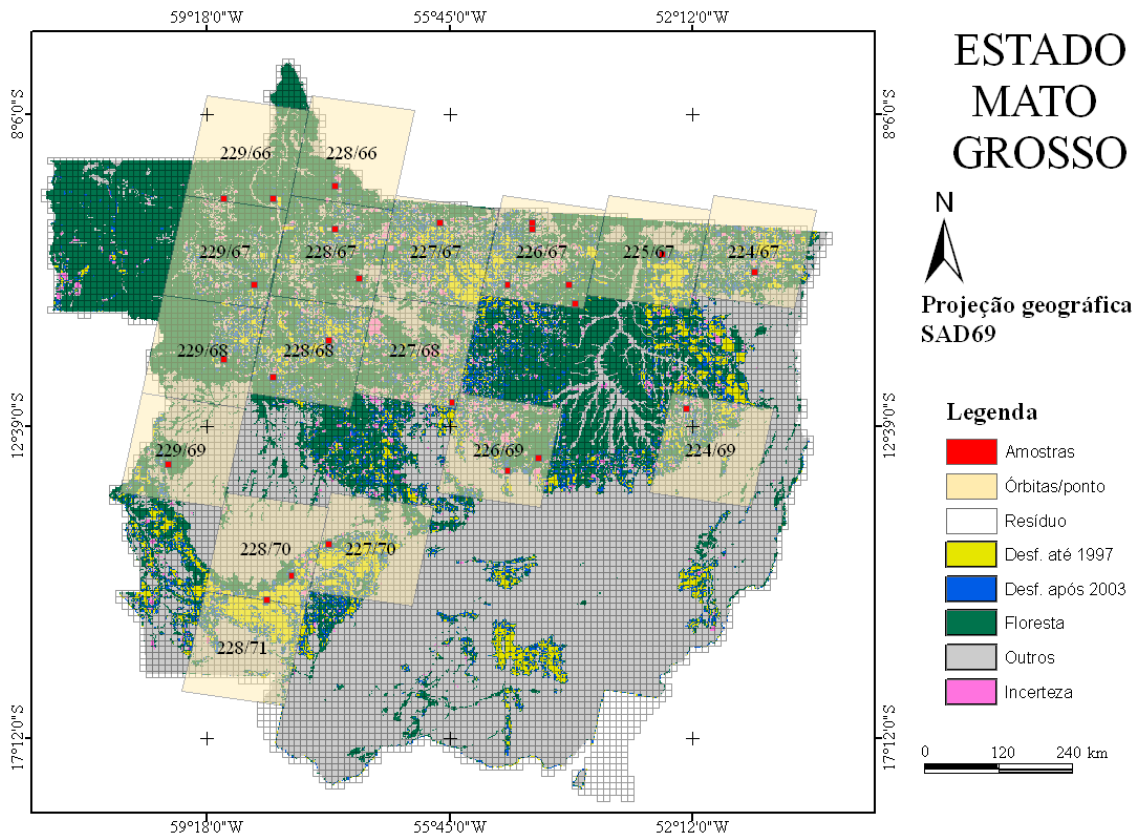 59°18'0"W 55°45'0"W 52°12'0"W
ESTADO
MATO
GROSSO
8°6'0"S 8°6'0"S
229/66 228/66
N
229/67 228/67 227/67 226/67 225/67 224/67
Projeção geográfica
SAD69
229/68 228/68 227/68
12°39'0"S 12°39'0"S
229/69 226/69 224/69
Legenda
Amostras
Órbitas/ponto
Resíduo
Desf. até 1997
Desf. após 2003
Floresta
Outros
Incerteza
228/70 227/70
228/71
17°12'0"S 17°12'0"S
0 120 240 km
59°18'0"W 55°45'0"W 52°12'0"W